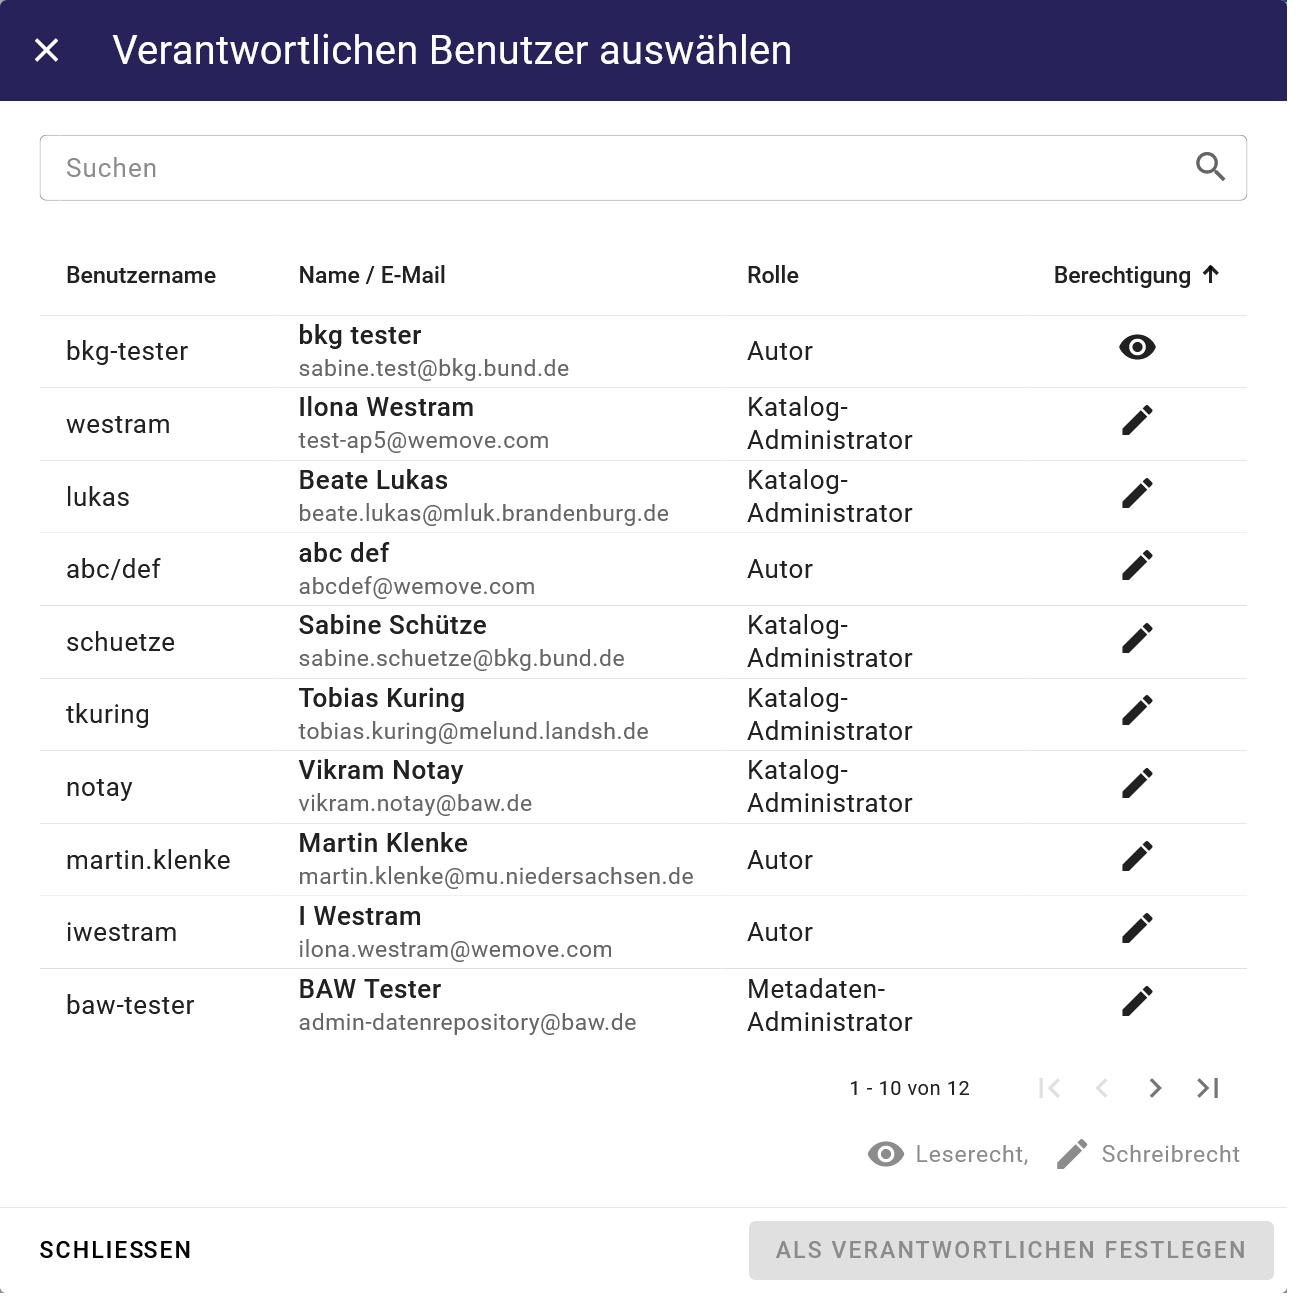 Verantwortlichen Benutzer auswählen
Suchen
Benutzername Name / E-Mail Rolle Berechtigung
bkg-tester bkg tester Autor
sabine.test@bkg.bund.de
westram Ilona Westram Katalog-
test-ap5@wemove.com Administrator
lukas Beate Lukas Katalog-
beate.lukas@mluk.brandenburg.de Administrator
abc/def abc def Autor
abcdef@wemove.com
schuetze Sabine Schütze Katalog-
sabine.schuetze@bkg.bund.de Administrator
tkuring Tobias Kuring Katalog-
tobias.kuring@melund.landsh.de Administrator
notay Vikram Notay Katalog-
vikram.notay@baw.de Administrator
martin.klenke Martin Klenke Autor
martin.klenke@mu.niedersachsen.de
iwestram I Westram Autor
ilona.westram@wemove.com
baw-tester BAW Tester Metadaten-
admin-datenrepository@baw.de Administrator
1 - 10 von 12
Leserecht, Schreibrecht
SCHLIESSEN ALS VERANTWORTLICHEN FESTLEGEN